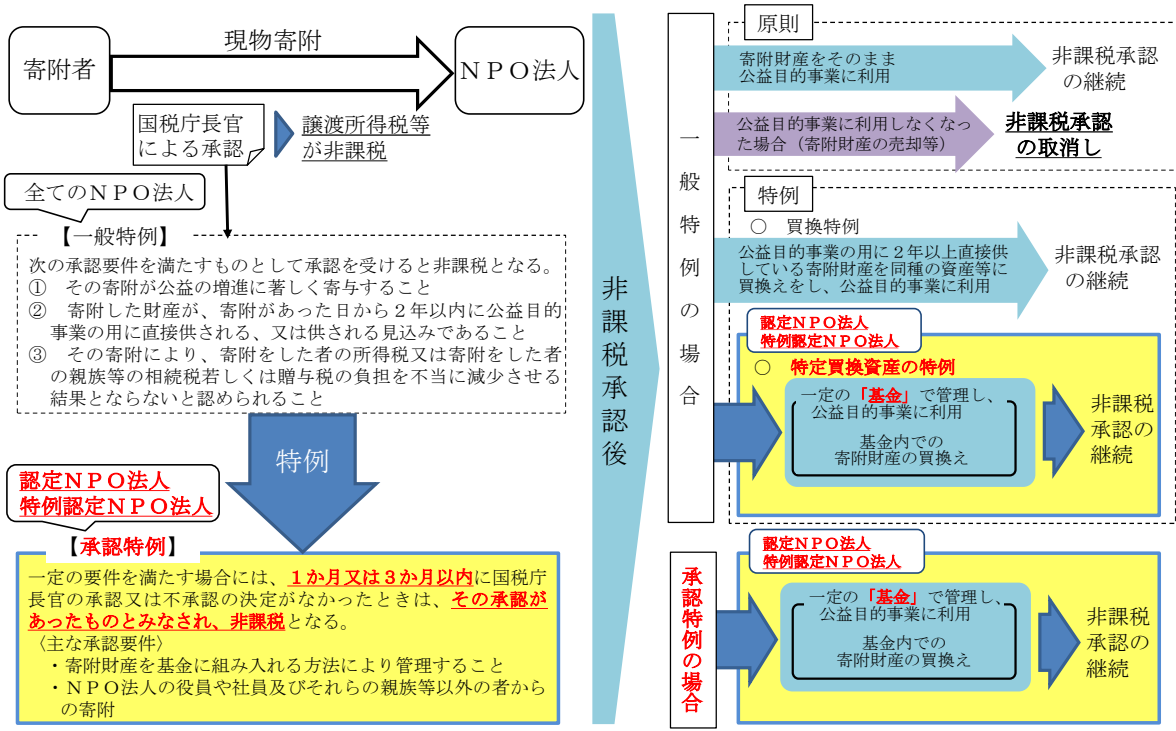 現物寄附
寄附者
ＮＰＯ法人
国税庁長官
による承認
譲渡所得税等
が非課税
全てのＮＰＯ法人
【一般特例】
次の承認要件を満たすものとして承認を受けると非課税となる。
①　その寄附が公益の増進に著しく寄与すること
②　寄附した財産が、寄附があった日から２年以内に公益目的
事業の用に直接供される、又は供される見込みであること
③　その寄附により、寄附をした者の所得税又は寄附をした者
の親族等の相続税若しくは贈与税の負担を不当に減少させる
結果とならないと認められること
特例
認定ＮＰＯ法人
特例認定ＮＰＯ法人
【承認特例】
一定の要件を満たす場合には、１か月又は３か月以内に国税庁
長官の承認又は不承認の決定がなかったときは、その承認が
あったものとみなされ、非課税となる。
〈主な承認要件〉
・寄附財産を基金に組み入れる方法により管理すること
・ＮＰＯ法人の役員や社員及びそれらの親族等以外の者から
の寄附
非課税承認後
一般特例の場合
原則
寄附財産をそのまま
公益目的事業に利用
非課税承認
の継続
公益目的事業に利用しなくなっ
た場合（寄附財産の売却等）
非課税承認
の取消し
特例
○　買換特例
公益目的事業の用に２年以上直接供
している寄附財産を同種の資産等に
買換えをし、公益目的事業に利用
非課税承認
の継続
認定ＮＰＯ法人
特例認定ＮＰＯ法人
○　特定買換資産の特例
一定の「基金」で管理し、
公益目的事業に利用
基金内での
寄附財産の買換え
非課税
承認の
継続
承認特例の場合
認定ＮＰＯ法人
特例認定ＮＰＯ法人
一定の「基金」で管理し、
公益目的事業に利用
基金内での
寄附財産の買換え
非課税
承認の
継続